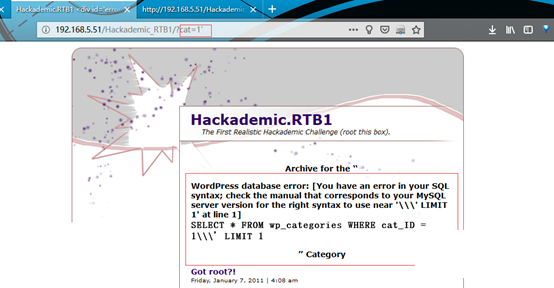 Hackademic.RTB1 - div id='error
http://192.168.5.51/Hackademic
192.168.5.51/Hackademic_RTB1/?cat=1'
Hackademic.RTB1
The First Realistic Hackademic Challenge (root this box).
Archive for the “
WordPress database error: [You have an error in your SQL
syntax; check the manual that corresponds to your MySQL
server version for the right syntax to use near '\\\' LIMIT
1' at line 1]
SELECT * FROM wp_categories WHERE cat_ID =
1\\\' LIMIT 1
” Category
Got root?!
Friday, January 7, 2011 | 4:08 am